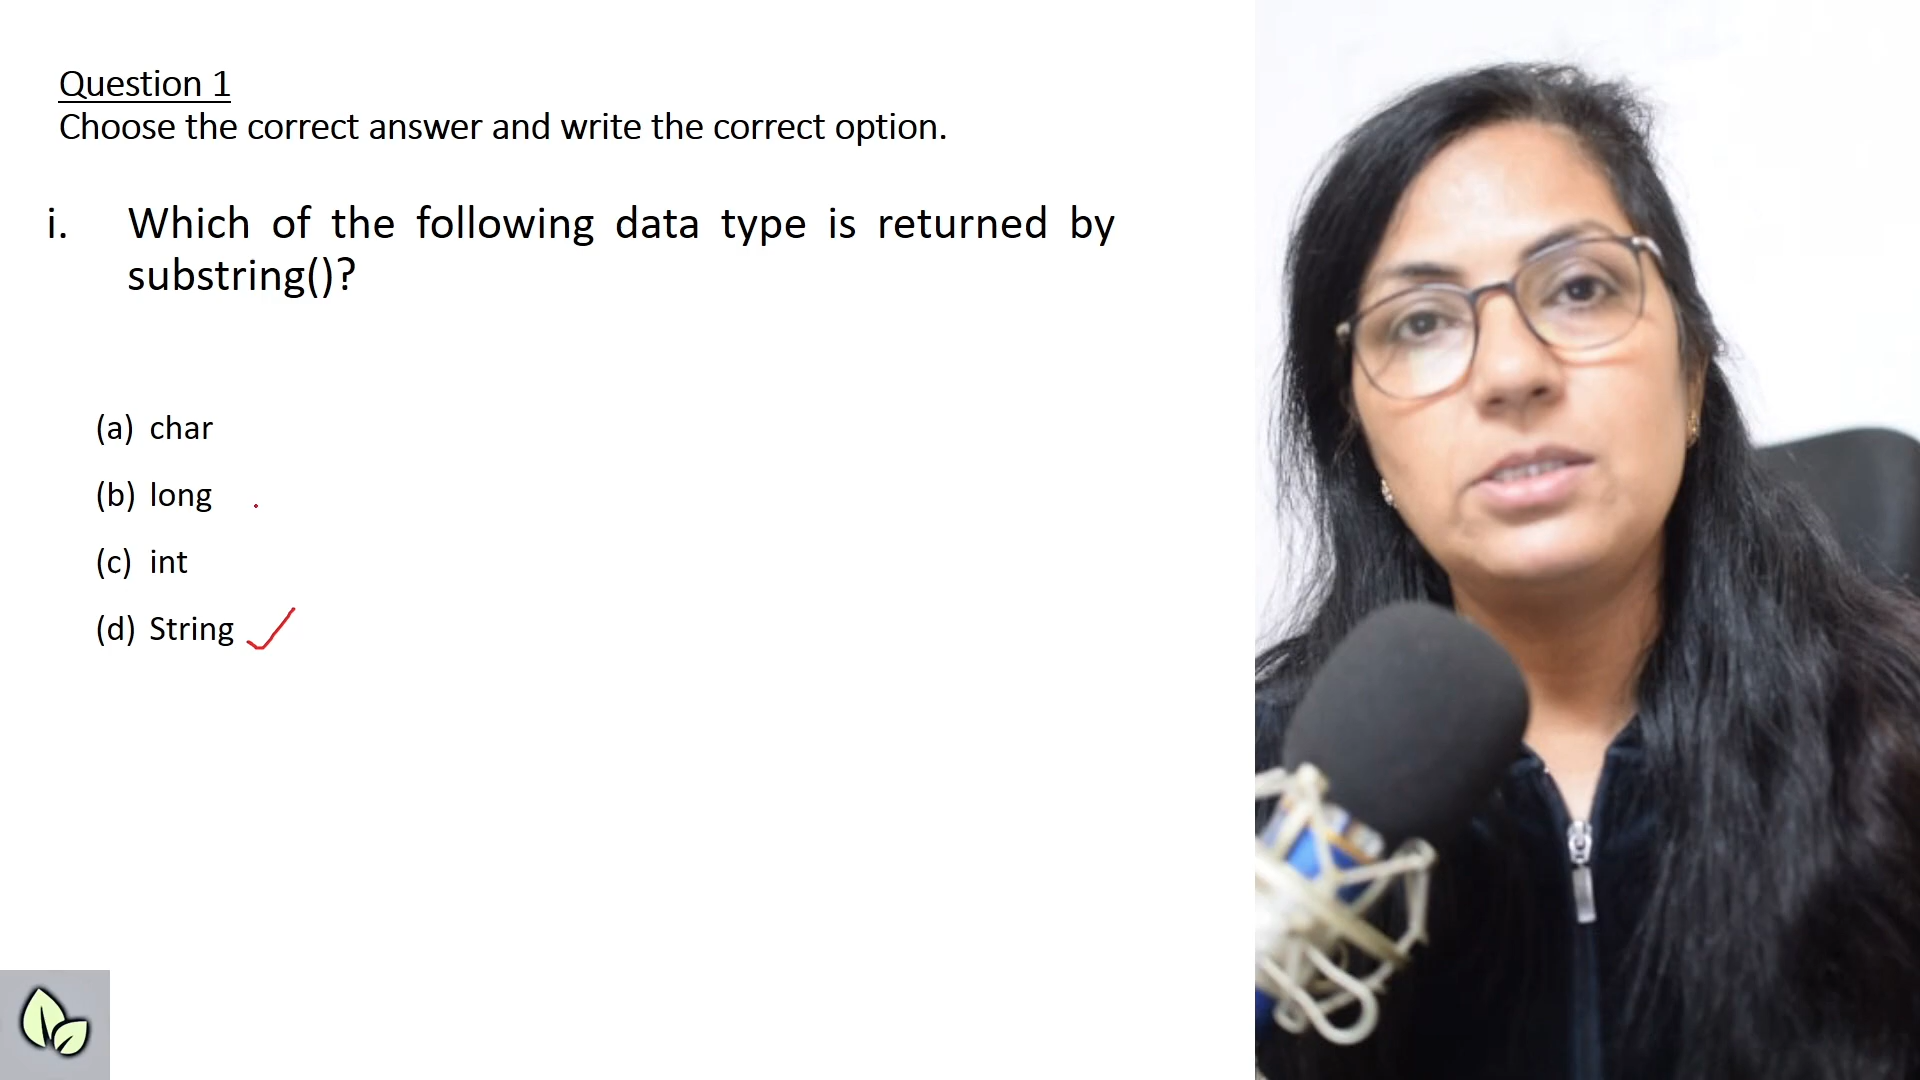 Question 1
Choose the correct answer and write the correct option.
i. Which of the following data type is returned by
substring()?
(a) char
(b) long
(c) int
(d) String